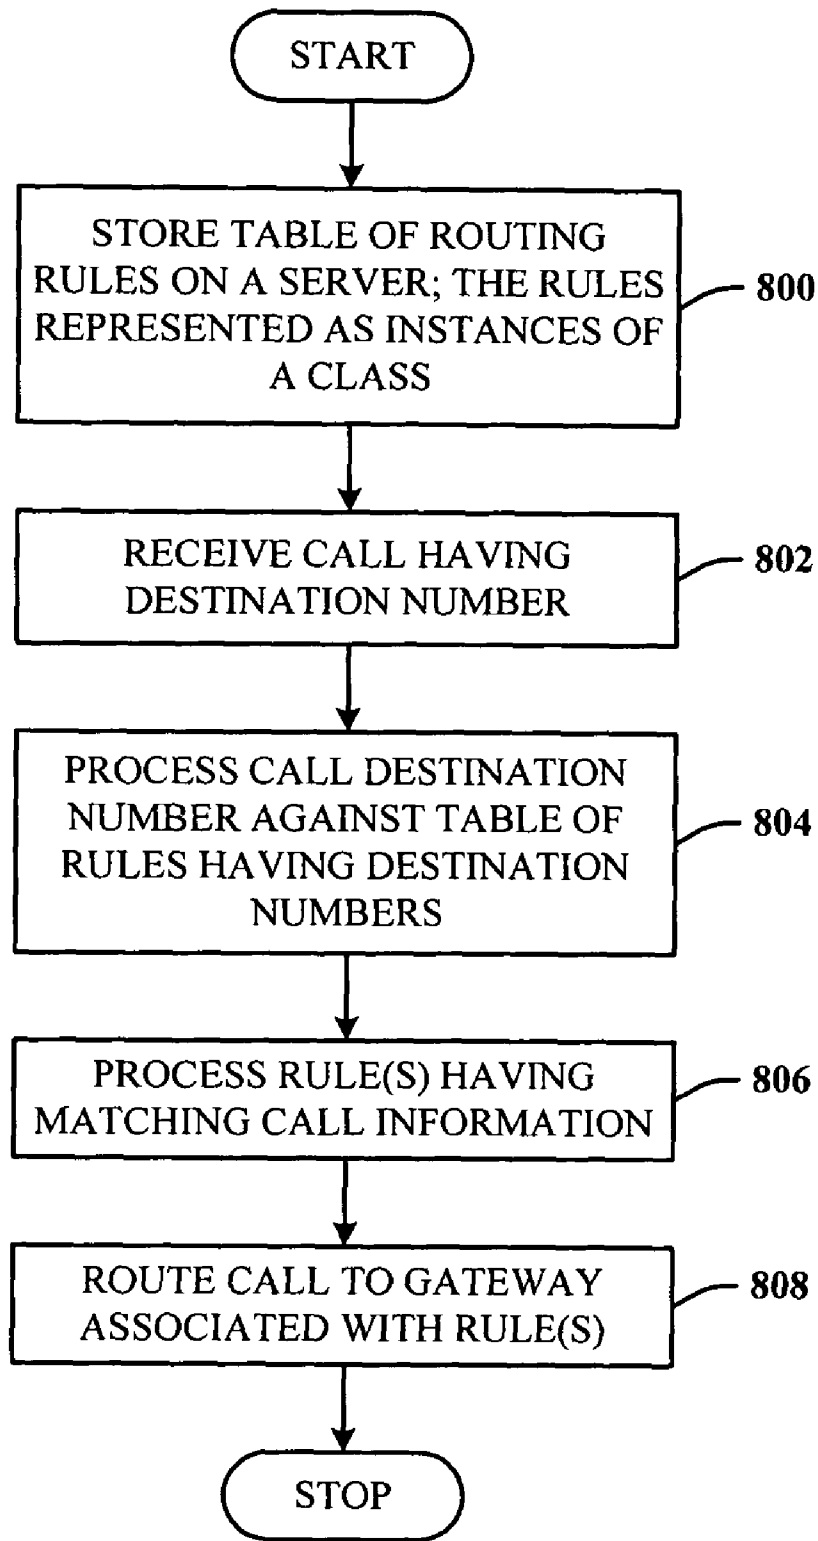 START
STORE TABLE OF ROUTING
RULES ON A SERVER; THE RULES
REPRESENTED AS INSTANCES OF
A CLASS
800
RECEIVE CALL HAVING
DESTINATION NUMBER
802
PROCESS CALL DESTINATION
NUMBER AGAINST TABLE OF
RULES HAVING DESTINATION
NUMBERS
804
PROCESS RULE(S) HAVING
MATCHING CALL INFORMATION
806
ROUTE CALL TO GATEWAY
ASSOCIATED WITH RULE(S)
808
STOP